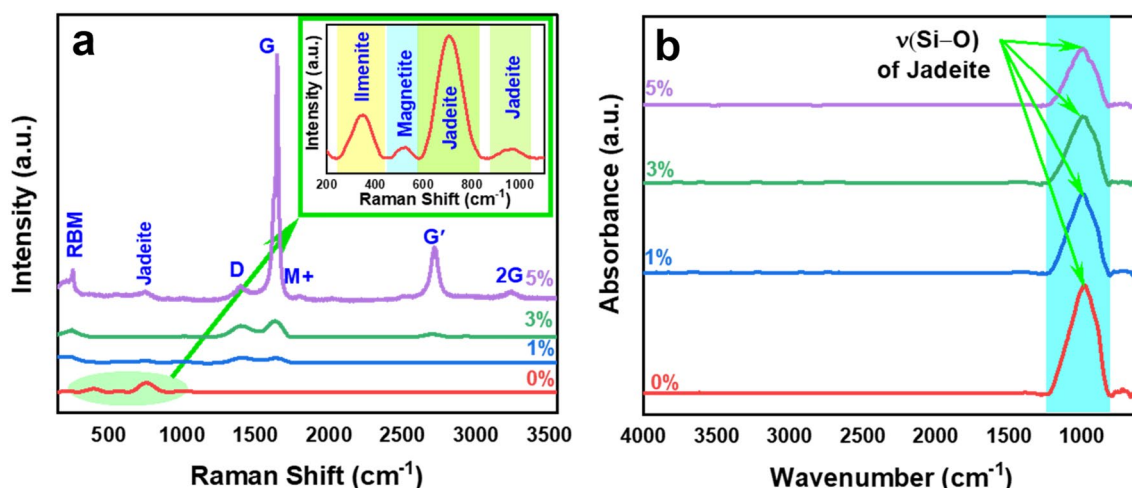 a
Intensity (a.u.)
RBM
Jadeite
D
G
M+
G′
2G
5%
3%
1%
0%
500 1000 1500 2000 2500 3000 3500
Raman Shift (cm-1)
Intensity (a.u.)
Ilmenite
Magnetite
Jadeite
Jadeite
200 400 600 800 1000
Raman Shift (cm-1)
b
Absorbance (a.u.)
ν(Si–O)
of Jadeite
5%
3%
1%
0%
4000 3500 3000 2500 2000 1500 1000
Wavenumber (cm-1)